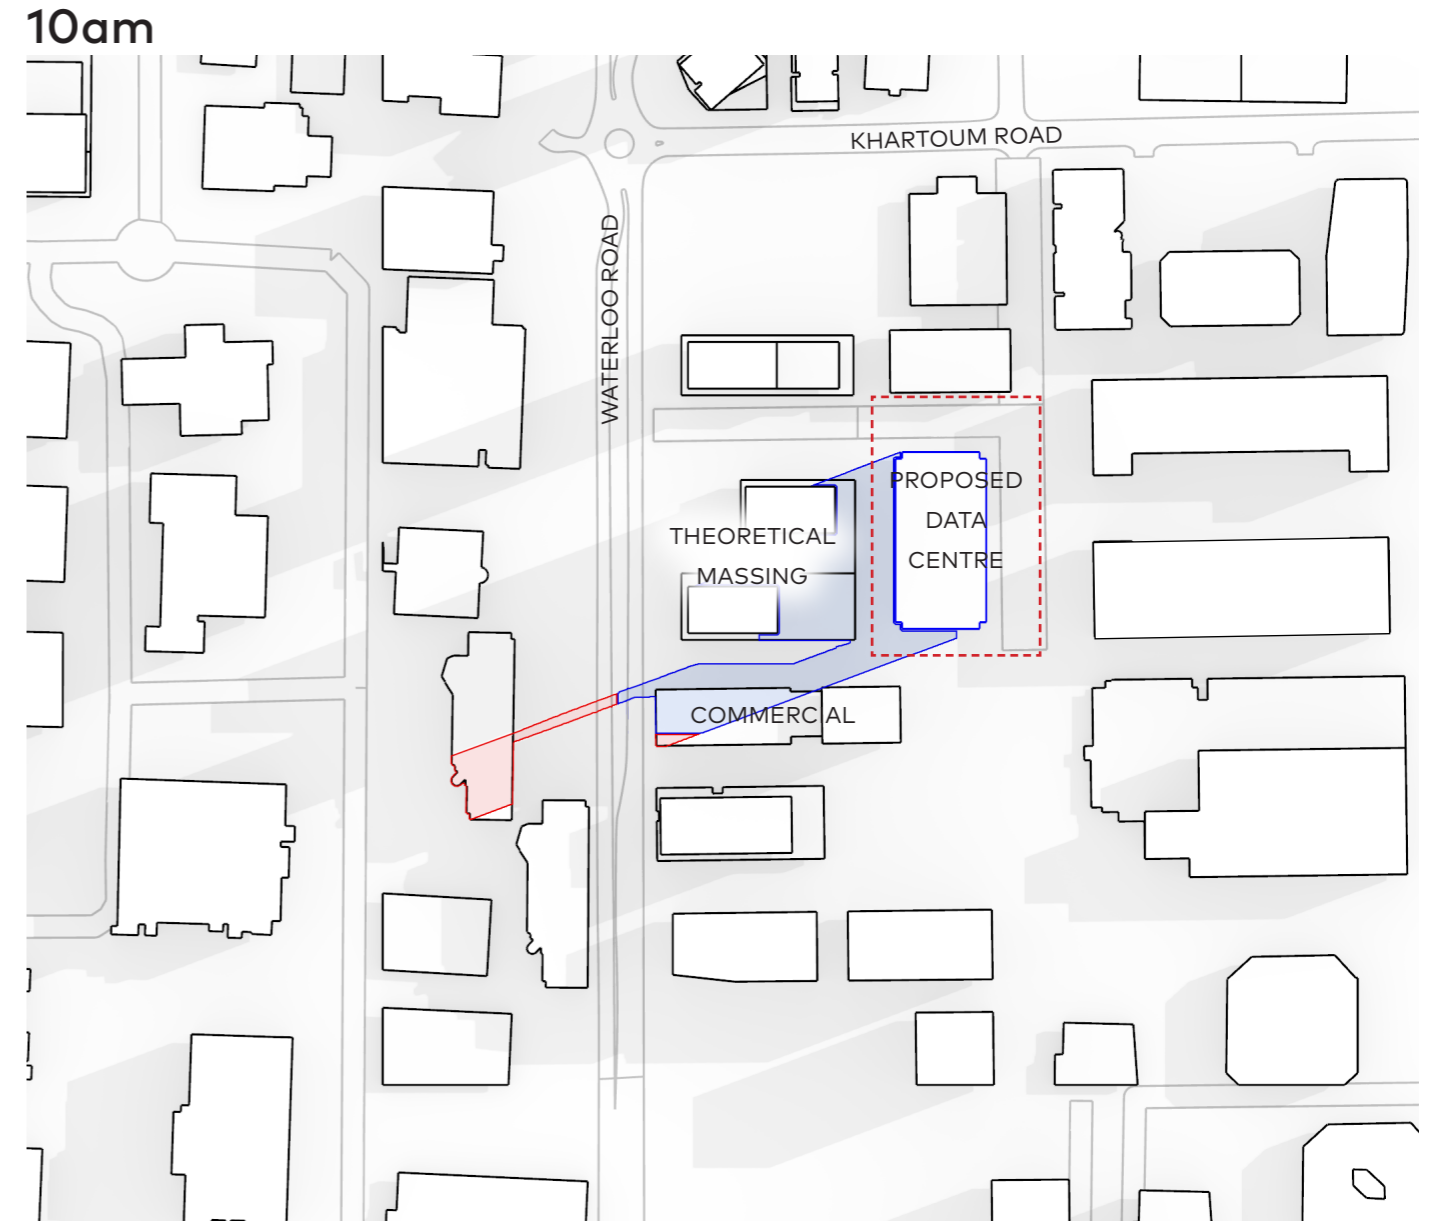 10am
KHARTOUM ROAD
WATERLOO ROAD
PROPOSED
DATA
CENTRE
THEORETICAL
MASSING
COMMERCIAL